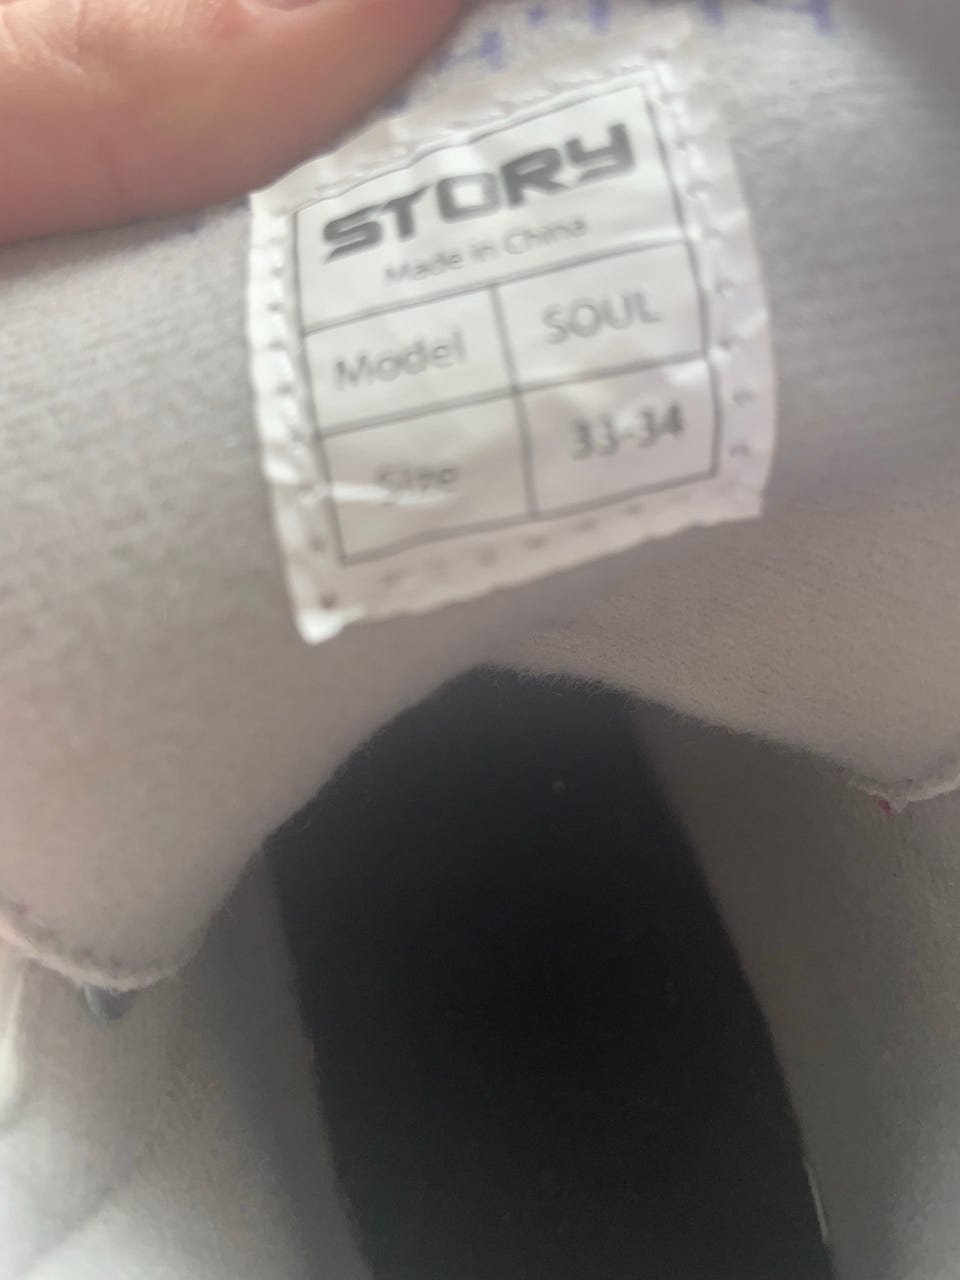 STORY
Made in China
Model SOUL
Size 33-34